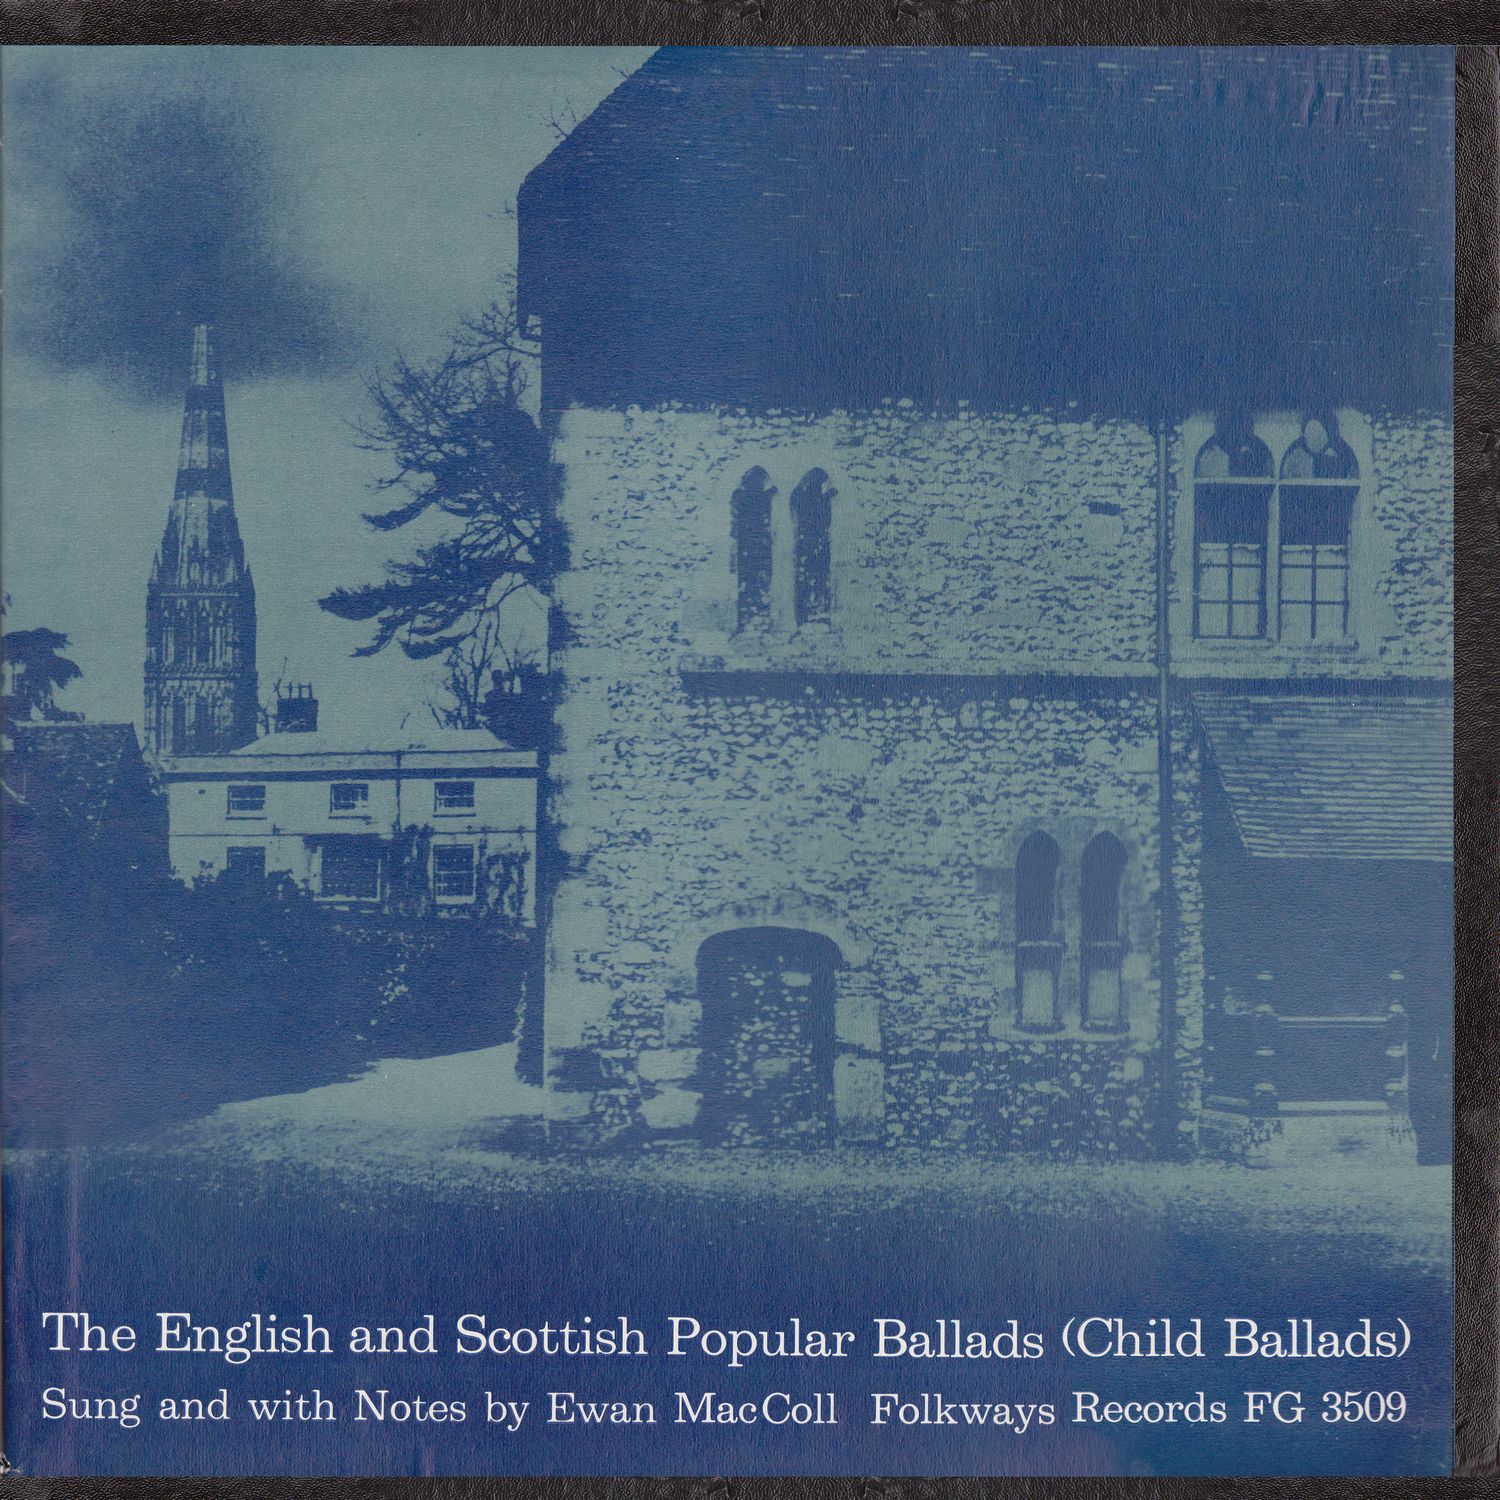 The English and Scottish Popular Ballads (Child Ballads)
Sung and with Notes by Ewan MacColl Folkways Records FG 3509